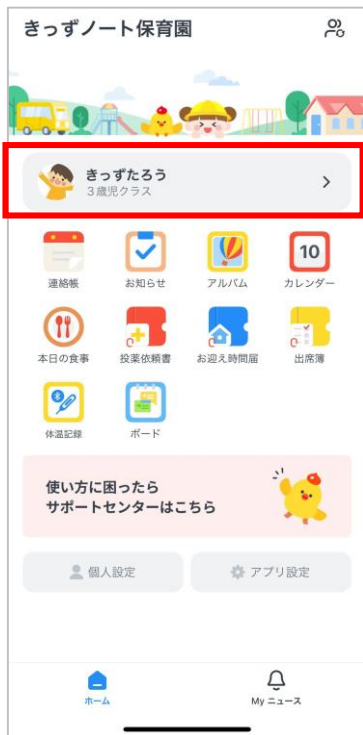 きっずノート保育園
きっずたろう
3歳児クラス
10
連絡帳 お知らせ アルバム カレンダー
本日の食事 投薬依頼書 お迎え時間届 出席簿
体温記録 ボード
使い方に困ったら
サポートセンターはこちら
個人設定 アプリ設定
ホーム My ニュース